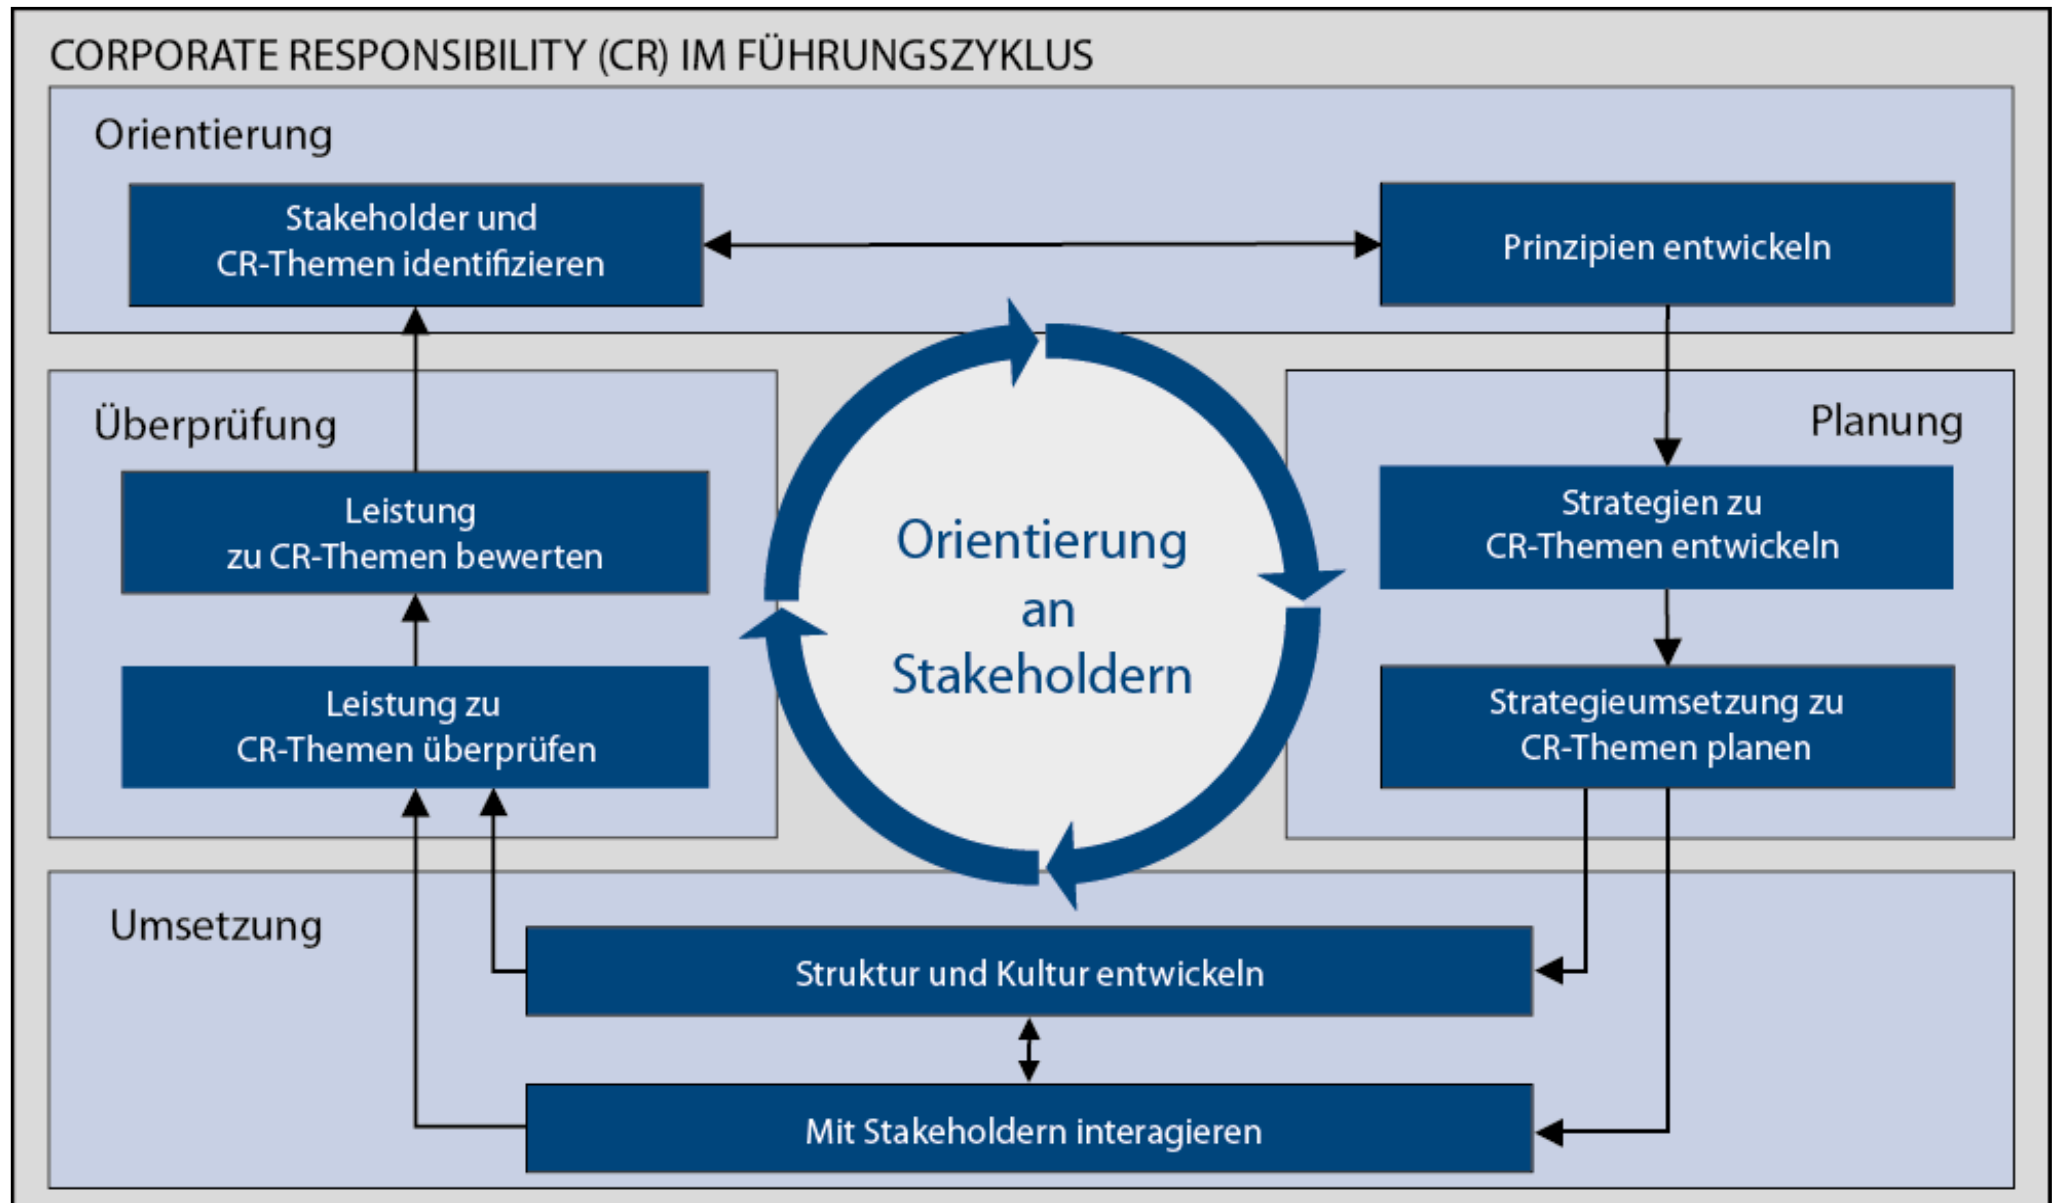 CORPORATE RESPONSIBILITY (CR) IM FÜHRUNGSZYKLUS
Orientierung
Stakeholder und
CR-Themen identifizieren
Prinzipien entwickeln
Überprüfung
Leistung
zu CR-Themen bewerten
Leistung zu
CR-Themen überprüfen
Orientierung
an
Stakeholdern
Planung
Strategien zu
CR-Themen entwickeln
Strategieumsetzung zu
CR-Themen planen
Umsetzung
Struktur und Kultur entwickeln
Mit Stakeholdern interagieren